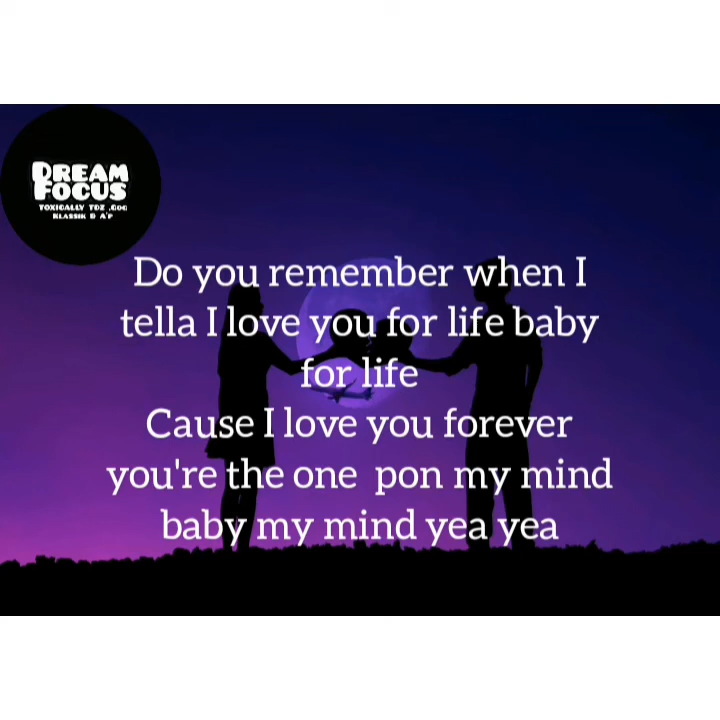 DREAM
FOCUS
TOXICALLY TOZ .GOG
KLASSIK & A'P
Do you remember when I
tella I love you for life baby
for life
Cause I love you forever
you're the one  pon my mind
baby my mind yea yea